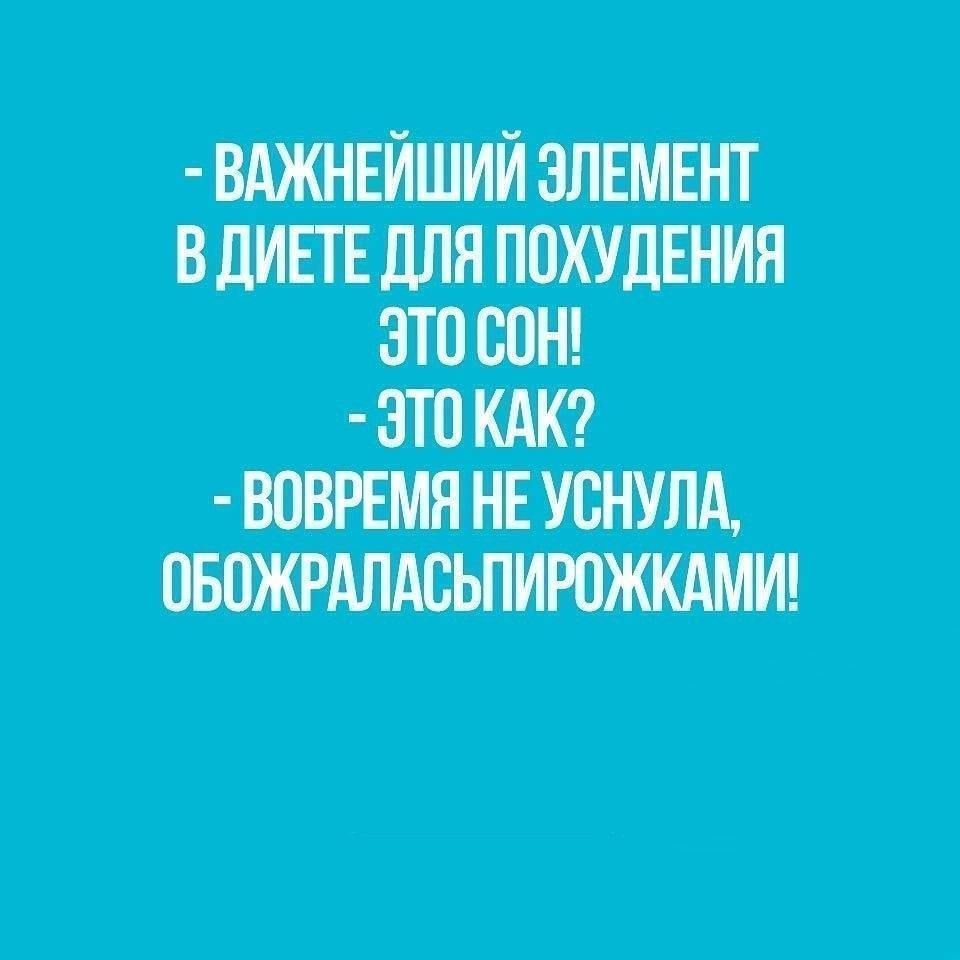 - ВАЖНЕЙШИЙ ЭЛЕМЕНТ
В ДИЕТЕ ДЛЯ ПОХУДЕНИЯ
ЭТО СОН!
- ЭТО КАК?
- ВОВРЕМЯ НЕ УСНУЛА,
ОБОЖРАЛАСЬПИРОЖКАМИ!